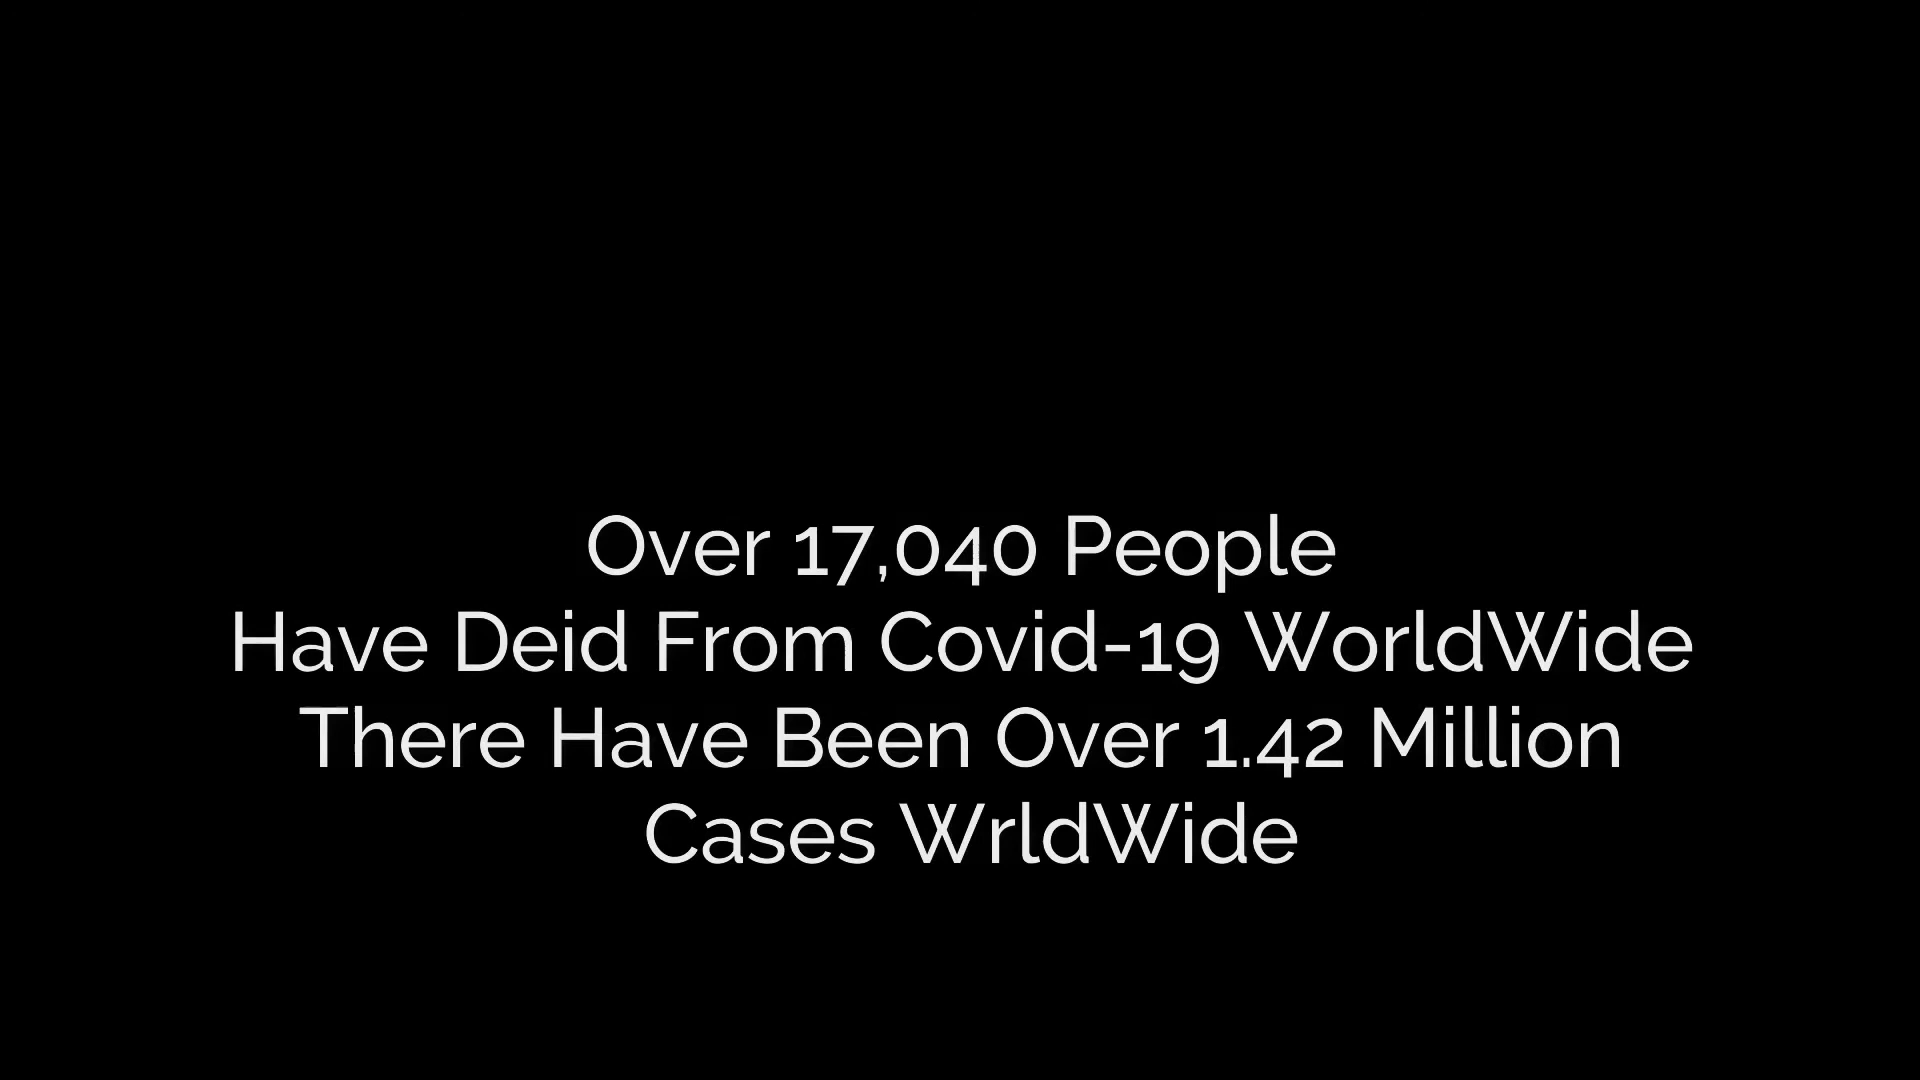 Over 17,040 People
Have Deid From Covid-19 WorldWide
There Have Been Over 1.42 Million
Cases WrldWide